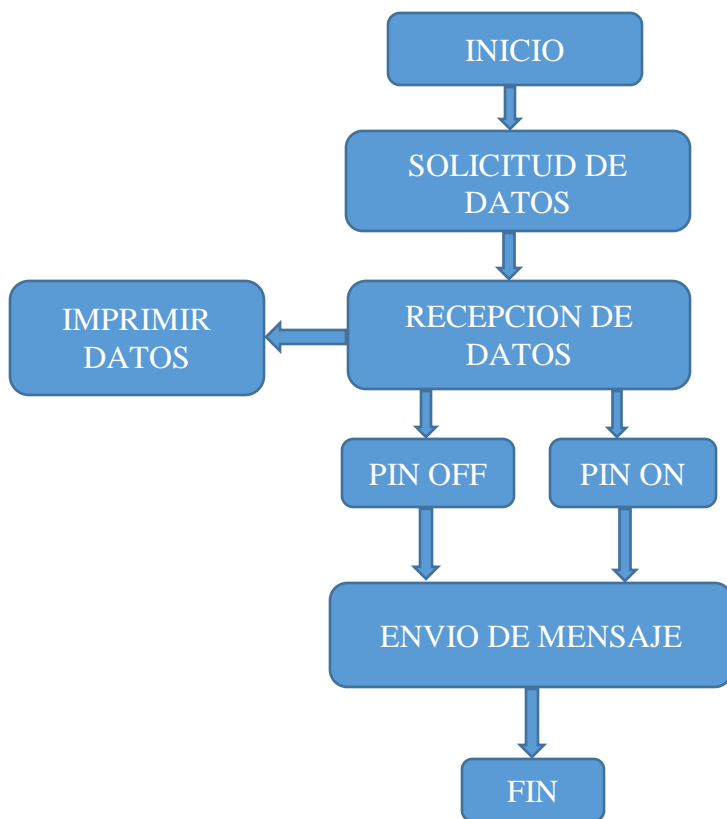 INICIO
SOLICITUD DE
DATOS
IMPRIMIR
DATOS
RECEPCION DE
DATOS
PIN OFF
PIN ON
ENVIO DE MENSAJE
FIN